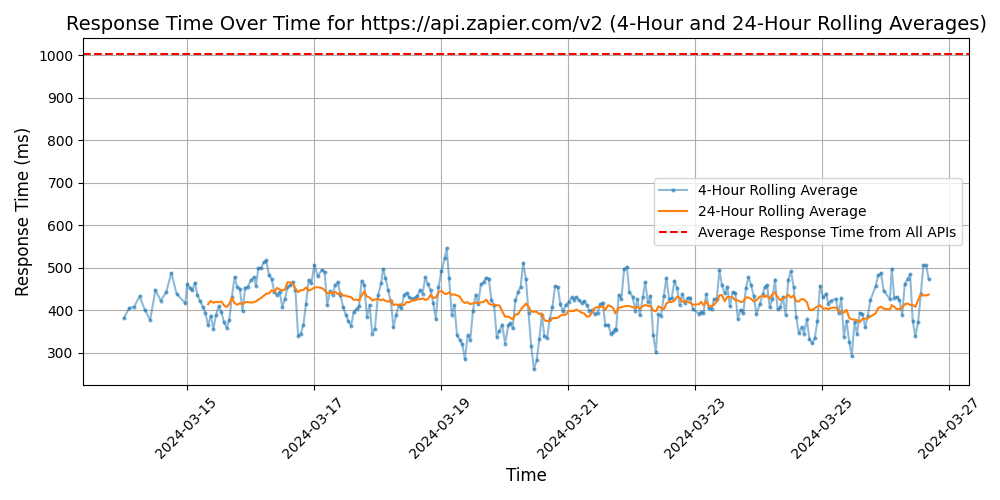 Response Time Over Time for https://api.zapier.com/v2 (4-Hour and 24-Hour Rolling Averages)
Response Time (ms)
1000
900
800
700
600
500
400
300
4-Hour Rolling Average
24-Hour Rolling Average
Average Response Time from All APIs
2024-03-15
2024-03-17
2024-03-19
2024-03-21
2024-03-23
2024-03-25
2024-03-27
Time